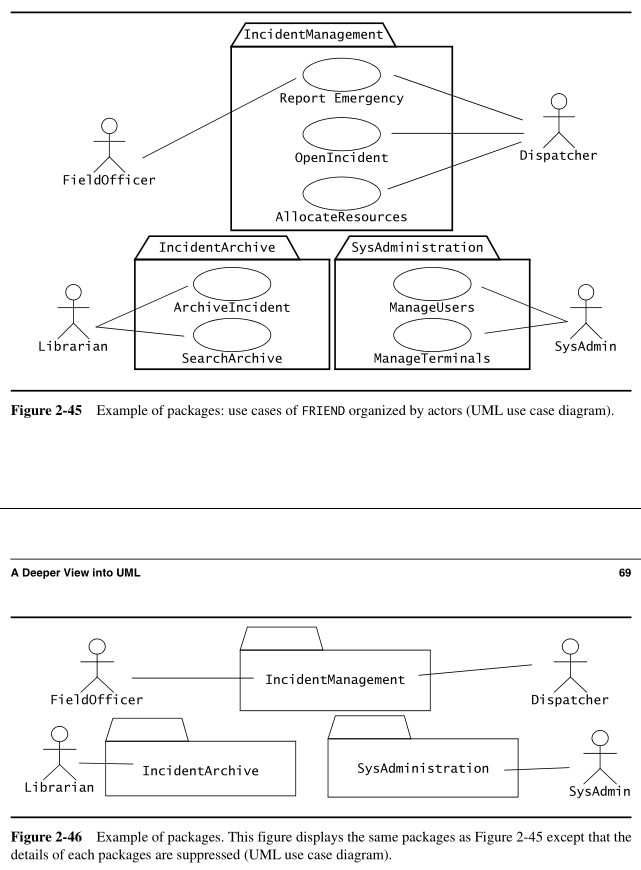 IncidentManagement
Report Emergency
OpenIncident
Dispatcher
FieldOfficer
AllocateResources
IncidentArchive
SysAdministration
ArchiveIncident
ManageUsers
Librarian
SysAdmin
SearchArchive
ManageTerminals
Figure 2-45 Example of packages: use cases of FRIEND organized by actors (UML use case diagram).
A Deeper View into UML 69
IncidentManagement
FieldOfficer
Dispatcher
IncidentArchive
SysAdministration
Librarian
SysAdmin
Figure 2-46 Example of packages. This figure displays the same packages as Figure 2-45 except that the
details of each packages are suppressed (UML use case diagram).